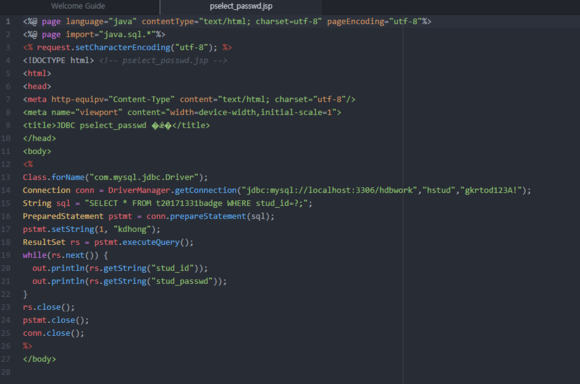 Welcome Guide
pselect_passwd.jsp
1 <%@ page language="java" contentType="text/html; charset=utf-8" pageEncoding="utf-8"%>
2 <%@ page import="java.sql.*"%>
3 <% request.setCharacterEncoding("utf-8"); %>
4 <!DOCTYPE html> <!-- pselect_passwd.jsp -->
5 <html>
6 <head>
7 <meta http-equipv="Content-Type" content="text/html; charset="utf-8"/>
8 <meta name="viewport" content="width=device-width,initial-scale=1">
9 <title>JDBC pselect_passwd �ǽ�</title>
10 </head>
11 <body>
12 <%
13 Class.forName("com.mysql.jdbc.Driver");
14 Connection conn = DriverManager.getConnection("jdbc:mysql://localhost:3306/hdbwork","hstud","gkrtod123A!");
15 String sql = "SELECT * FROM t20171331badge WHERE stud_id=?;";
16 PreparedStatement pstmt = conn.prepareStatement(sql);
17 pstmt.setString(1, "kdhong");
18 ResultSet rs = pstmt.executeQuery();
19 while(rs.next()) {
20 out.println(rs.getString("stud_id"));
21 out.println(rs.getString("stud_passwd"));
22 }
23 rs.close();
24 pstmt.close();
25 conn.close();
26 %>
27 </body>
28